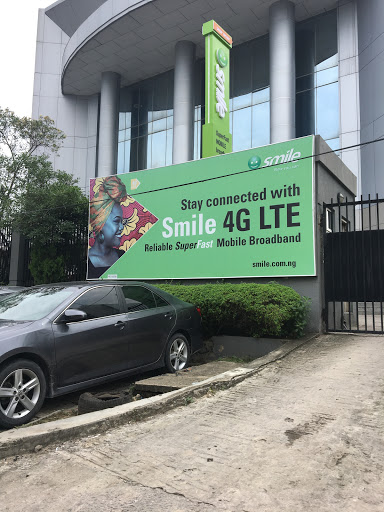 smile
smile
Stay connected with
Smile 4G LTE
Reliable SuperFast Mobile Broadband
smile.com.ng